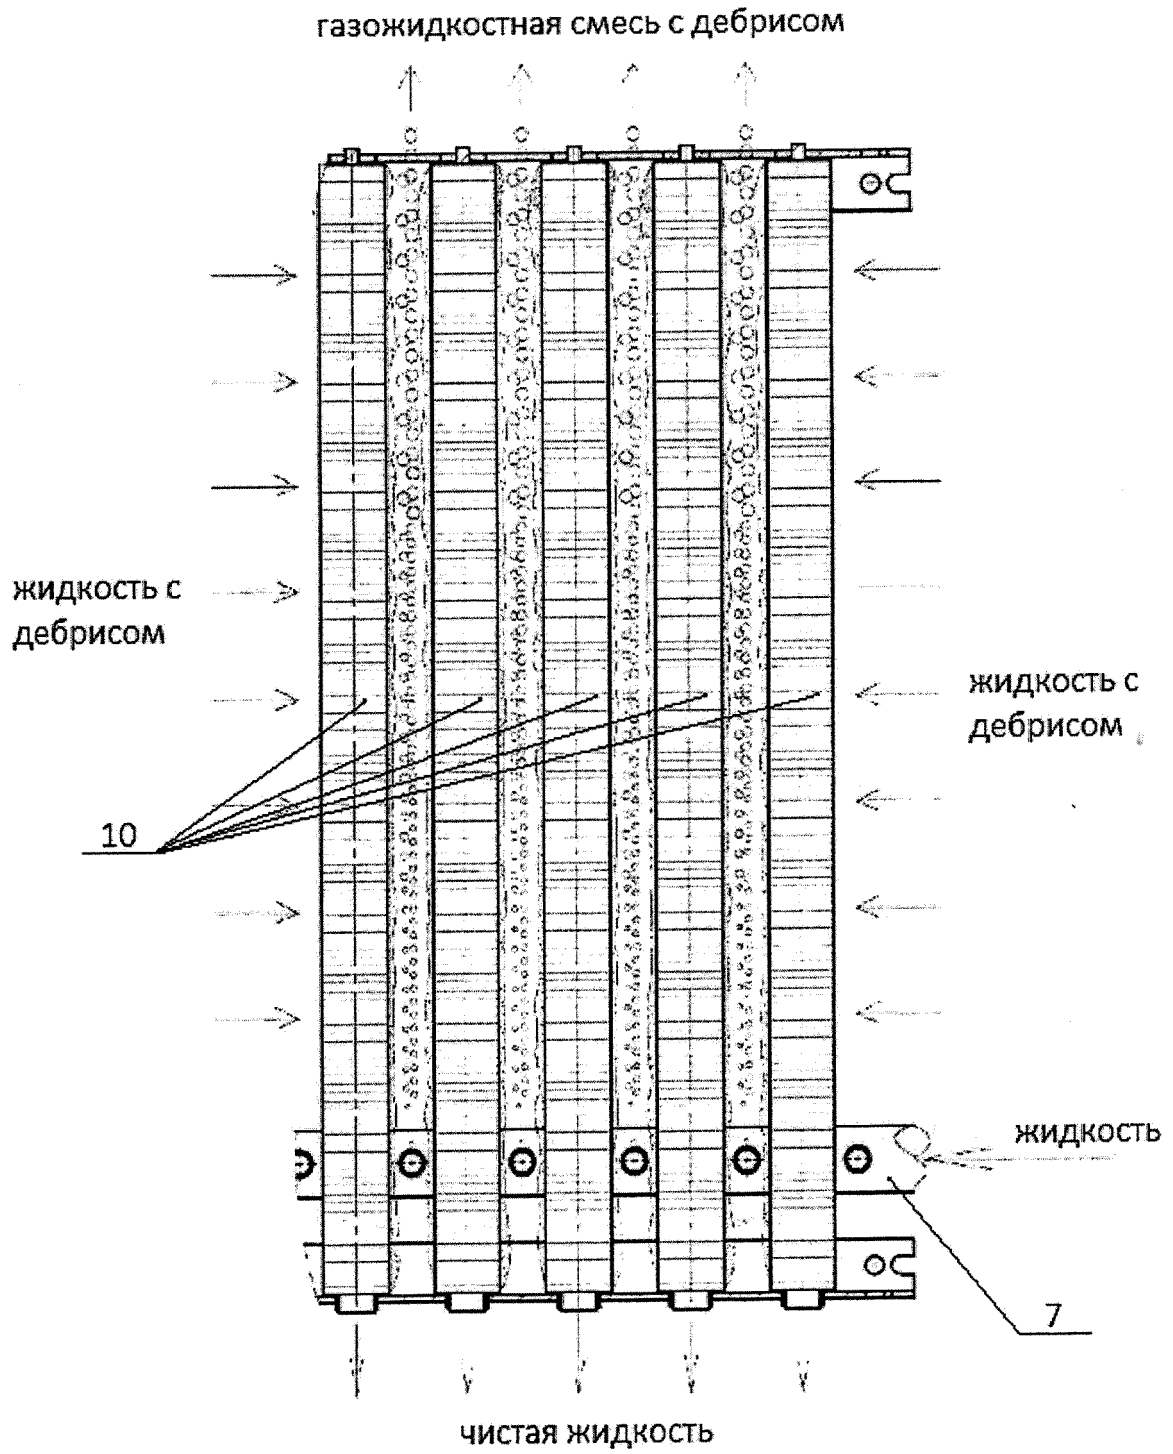 газожидкостная смесь с дебрисом
жидкость с
дебрисом
жидкость с
дебрисом
10
жидкость
7
чистая жидкость